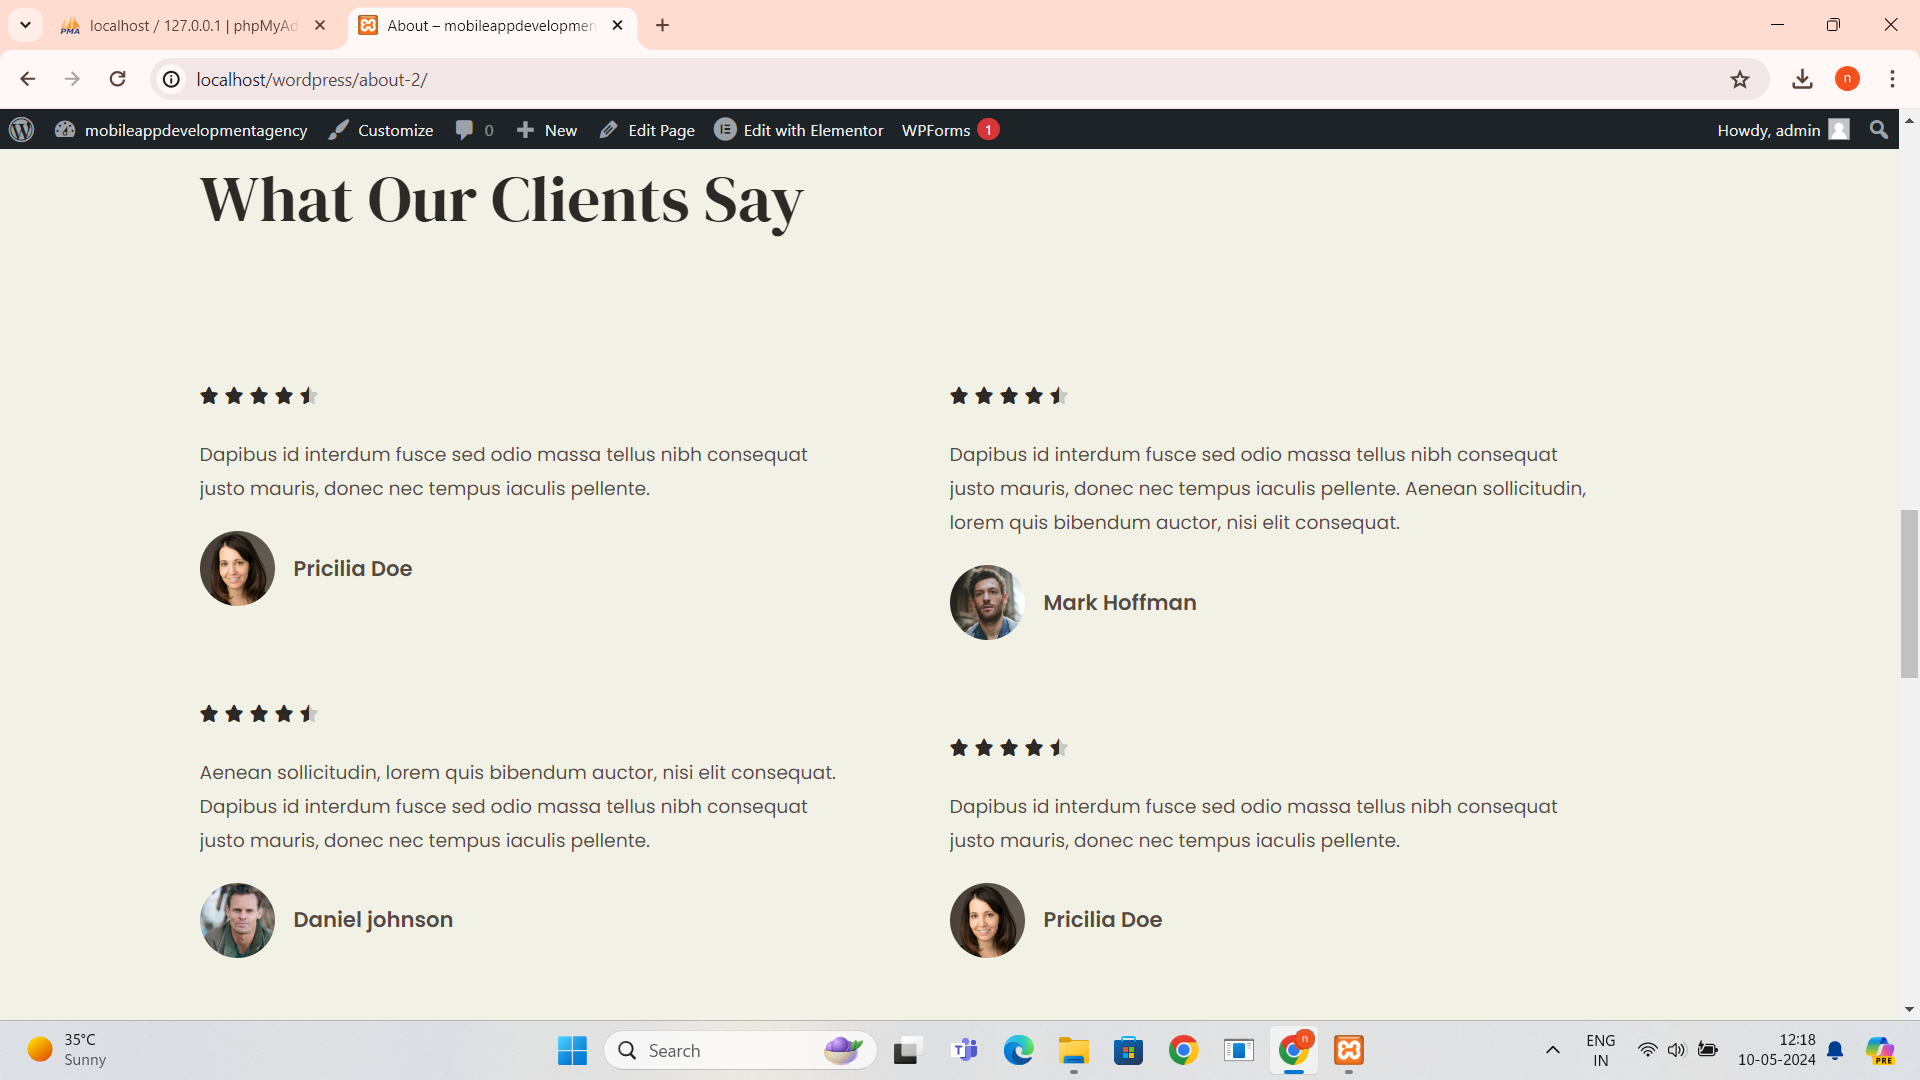 localhost / 127.0.0.1 | phpMyAd
About – mobileappdevelopmen
localhost/wordpress/about-2/
n
mobileappdevelopmentagency
Customize
0
New
Edit Page
Edit with Elementor
WPForms 1
Howdy, admin
What Our Clients Say
Dapibus id interdum fusce sed odio massa tellus nibh consequat
justo mauris, donec nec tempus iaculis pellente.
Pricilia Doe
Dapibus id interdum fusce sed odio massa tellus nibh consequat
justo mauris, donec nec tempus iaculis pellente. Aenean sollicitudin,
lorem quis bibendum auctor, nisi elit consequat.
Mark Hoffman
Aenean sollicitudin, lorem quis bibendum auctor, nisi elit consequat.
Dapibus id interdum fusce sed odio massa tellus nibh consequat
justo mauris, donec nec tempus iaculis pellente.
Daniel johnson
Dapibus id interdum fusce sed odio massa tellus nibh consequat
justo mauris, donec nec tempus iaculis pellente.
Pricilia Doe
35°C
Sunny
Search
n
ENG
IN
12:18
10-05-2024
PRE